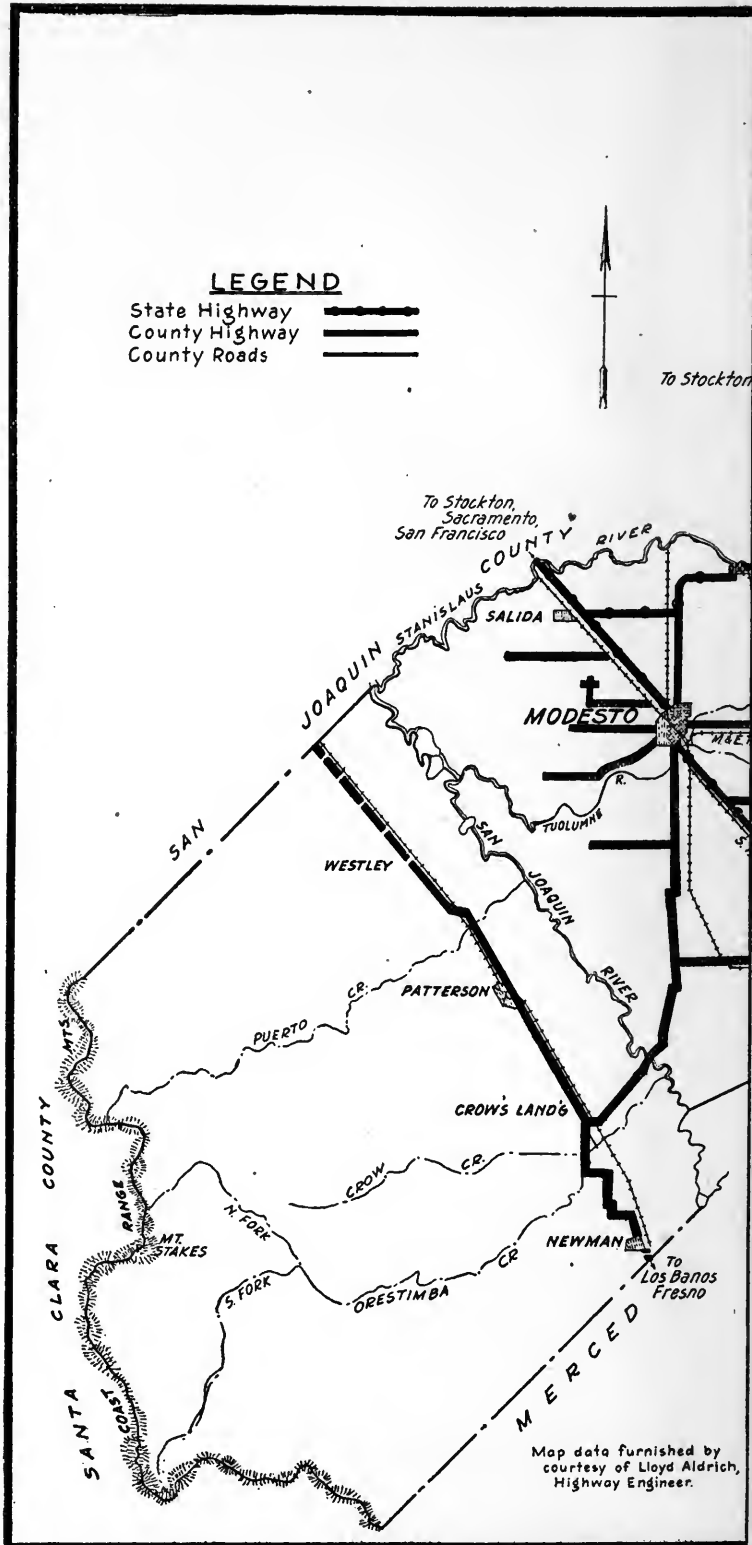 LEGEND
State Highway
County Highway
County Roads
To Stockton
To Stockton,
Sacramento,
San Francisco
SAN JOAQUIN COUNTY
STANISLAUS RIVER
SALIDA
MODESTO
M&E
R.
TUOLUMNE
S.
SAN JOAQUIN RIVER
WESTLEY
PATTERSON
PUERTO CR.
CROW'S LAND'G
CROW CR.
N. FORK
MT.
STAKES
S. FORK
ORESTIMBA CR
NEWMAN
To
Los Banos
Fresno
MERCED
SANTA CLARA COUNTY
COAST RANGE MTS.
Map data furnished by
courtesy of Lloyd Aldrich,
Highway Engineer.